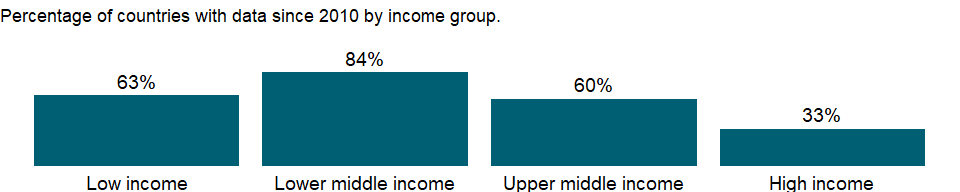 Percentage of countries with data since 2010 by income group.
84%
63%
60%
33%
Low income
Lower middle income
Upper middle income
High income